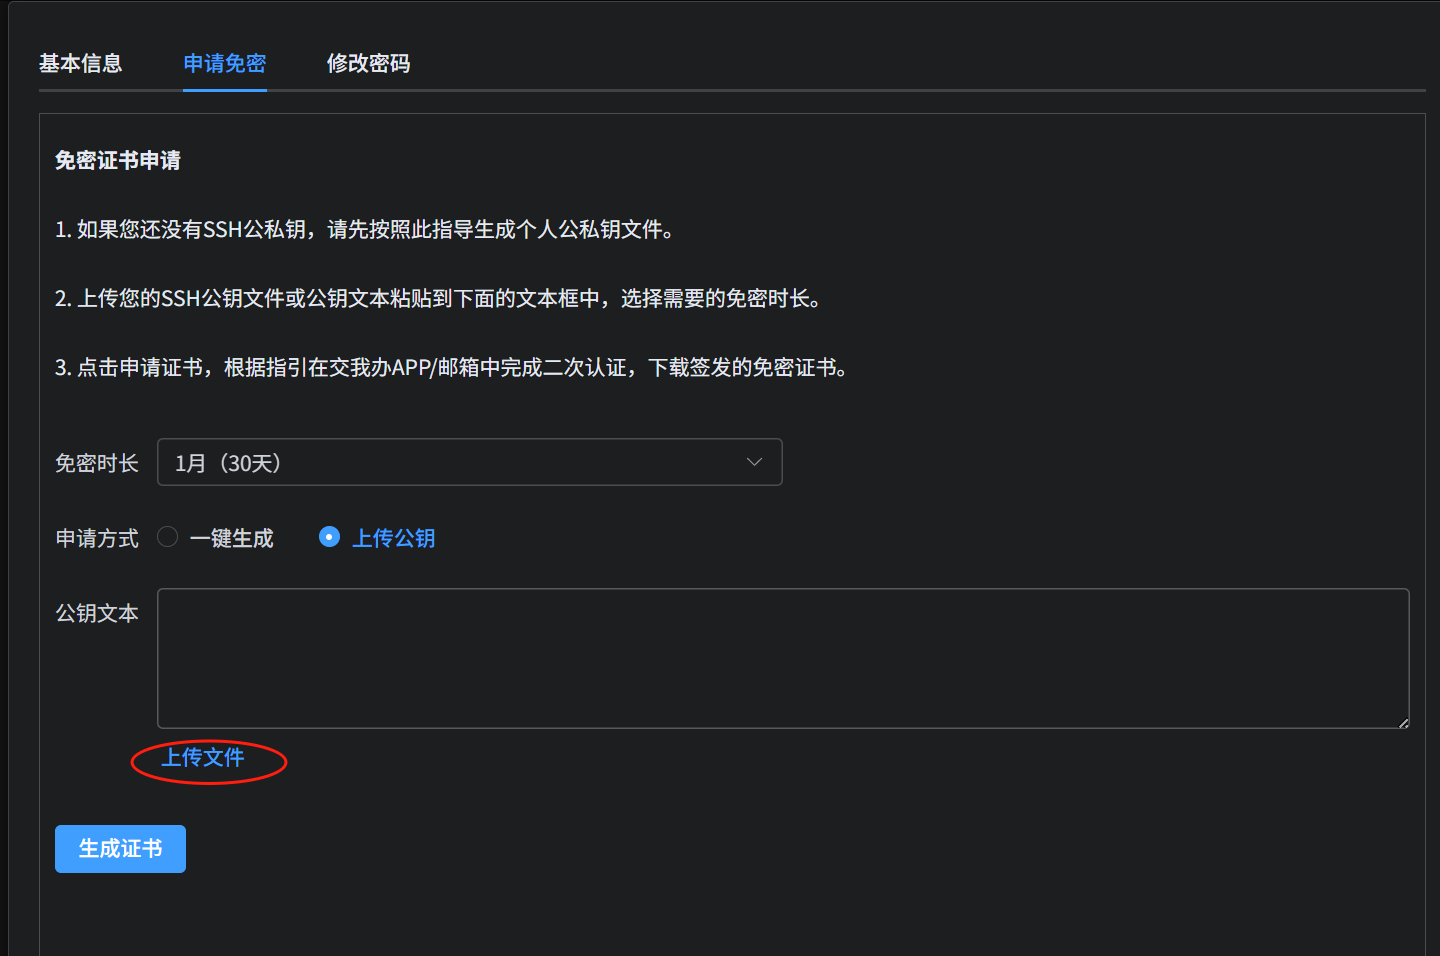 基本信息 申请免密 修改密码
免密证书申请
1. 如果您还没有SSH公私钥，请先按照此指导生成个人公私钥文件。
2. 上传您的SSH公钥文件或公钥文本粘贴到下面的文本框中，选择需要的免密时长。
3. 点击申请证书，根据指引在交我办APP/邮箱中完成二次认证，下载签发的免密证书。
免密时长 1月（30天）
申请方式 一键生成 上传公钥
公钥文本
上传文件
生成证书